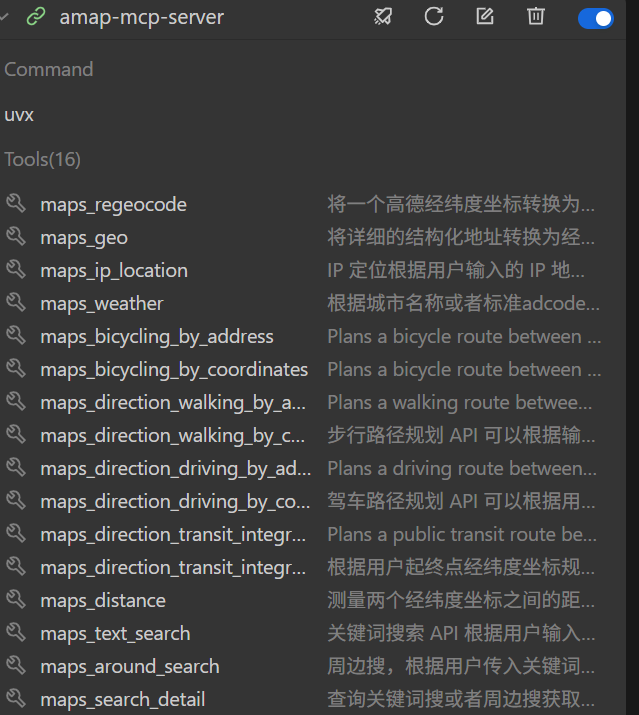 amap-mcp-server
Command
uvx
Tools(16)
maps_regeocode 将一个高德经纬度坐标转换为...
maps_geo 将详细的结构化地址转换为经...
maps_ip_location IP 定位根据用户输入的 IP 地...
maps_weather 根据城市名称或者标准adcode...
maps_bicycling_by_address Plans a bicycle route between ...
maps_bicycling_by_coordinates Plans a bicycle route between ...
maps_direction_walking_by_a... Plans a walking route betwee...
maps_direction_walking_by_c... 步行路径规划 API 可以根据输...
maps_direction_driving_by_ad... Plans a driving route between...
maps_direction_driving_by_co... 驾车路径规划 API 可以根据用...
maps_direction_transit_integr... Plans a public transit route be...
maps_direction_transit_integr... 根据用户起终点经纬度坐标规...
maps_distance 测量两个经纬度坐标之间的距...
maps_text_search 关键词搜索 API 根据用户输入...
maps_around_search 周边搜，根据用户传入关键词...
maps_search_detail 查询关键词搜或者周边搜获取...